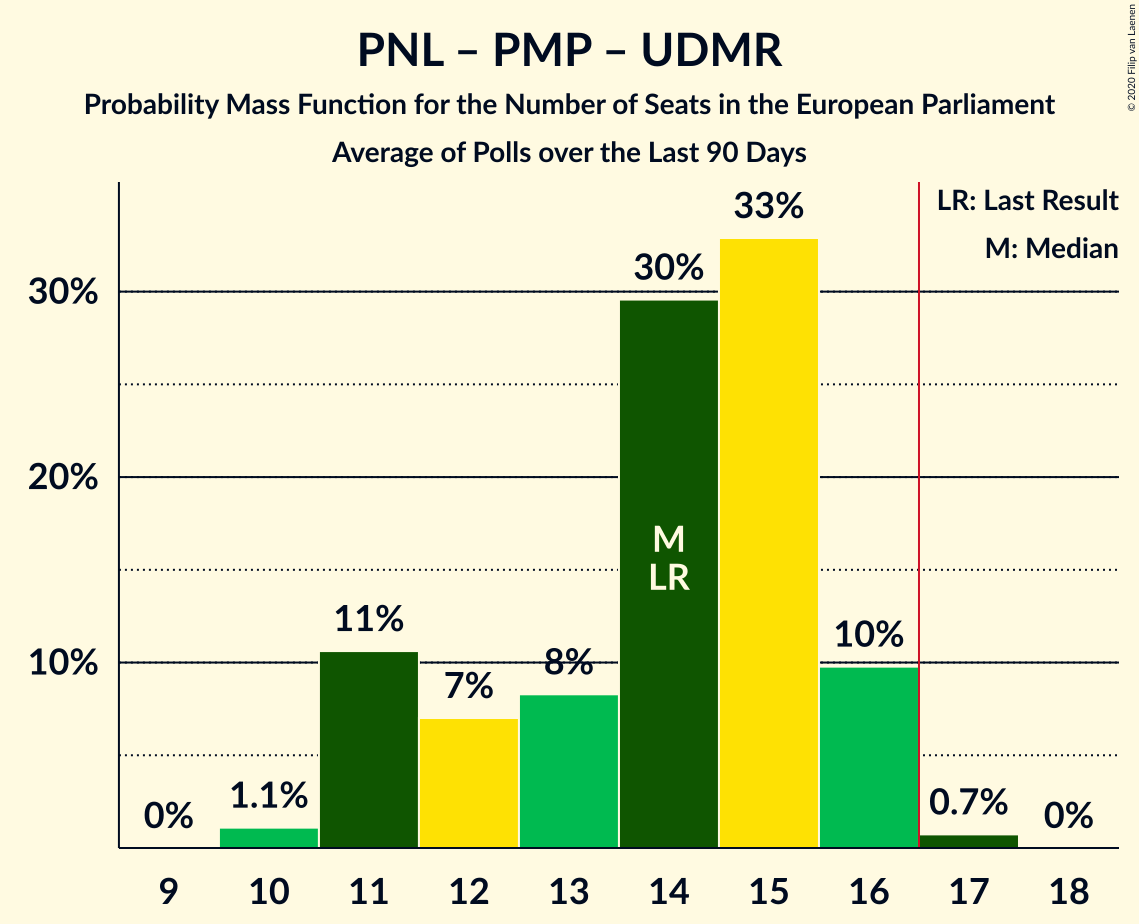 PNL – PMP – UDMR
Probability Mass Function for the Number of Seats in the European Parliament
Average of Polls over the Last 90 Days
© 2020 Filip van Laenen
LR: Last Result
M: Median
30%
20%
10%
0%
1.1%
11%
7%
8%
30%
33%
10%
0.7%
0%
M
LR
9
10
11
12
13
14
15
16
17
18